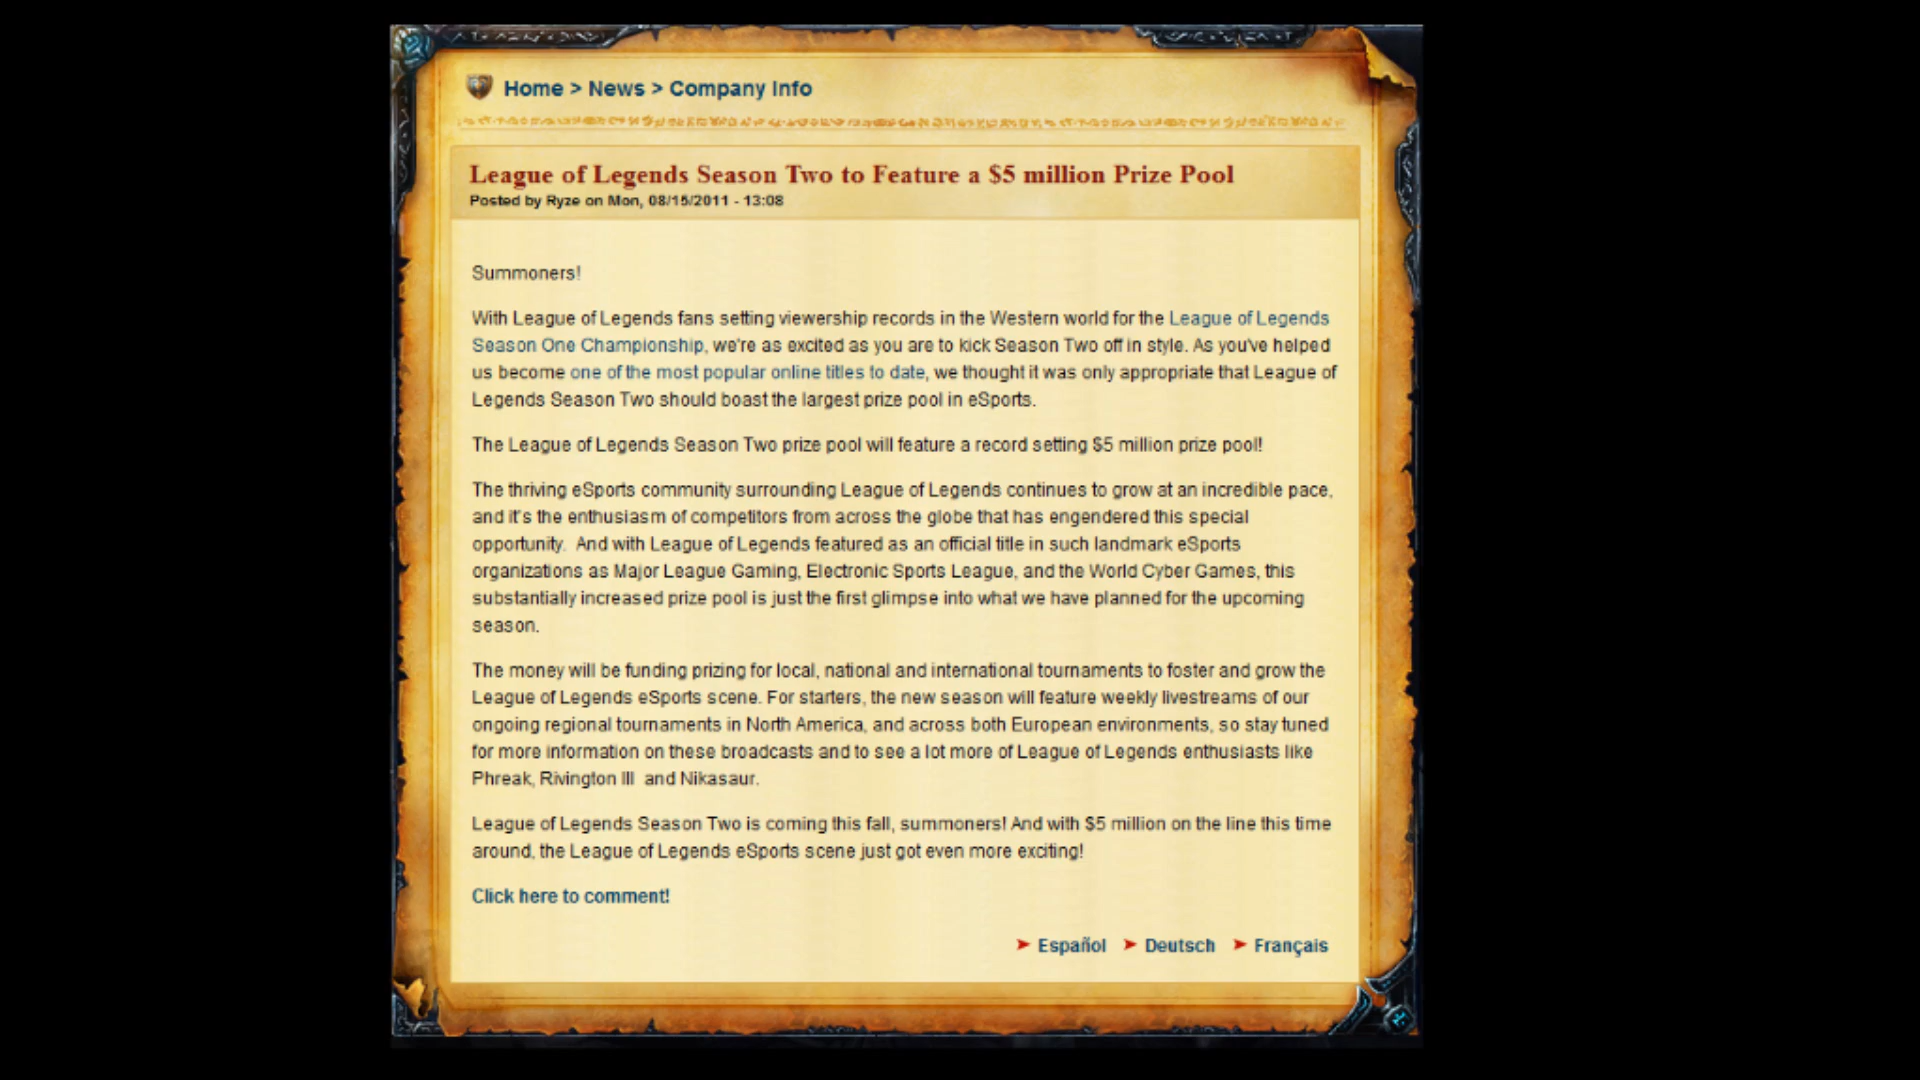 Home > News > Company Info
League of Legends Season Two to Feature a $5 million Prize Pool
Posted by Ryze on Mon, 08/15/2011 - 13:08
Summoners!
With League of Legends fans setting viewership records in the Western world for the League of Legends
Season One Championship, we're as excited as you are to kick Season Two off in style. As you've helped
us become one of the most popular online titles to date, we thought it was only appropriate that League of
Legends Season Two should boast the largest prize pool in eSports.
The League of Legends Season Two prize pool will feature a record setting $5 million prize pool!
The thriving eSports community surrounding League of Legends continues to grow at an incredible pace,
and it's the enthusiasm of competitors from across the globe that has engendered this special
opportunity.  And with League of Legends featured as an official title in such landmark eSports
organizations as Major League Gaming, Electronic Sports League, and the World Cyber Games, this
substantially increased prize pool is just the first glimpse into what we have planned for the upcoming
season.
The money will be funding prizing for local, national and international tournaments to foster and grow the
League of Legends eSports scene. For starters, the new season will feature weekly livestreams of our
ongoing regional tournaments in North America, and across both European environments, so stay tuned
for more information on these broadcasts and to see a lot more of League of Legends enthusiasts like
Phreak, Rivington III  and Nikasaur.
League of Legends Season Two is coming this fall, summoners! And with $5 million on the line this time
around, the League of Legends eSports scene just got even more exciting!
Click here to comment!
Español Deutsch Français